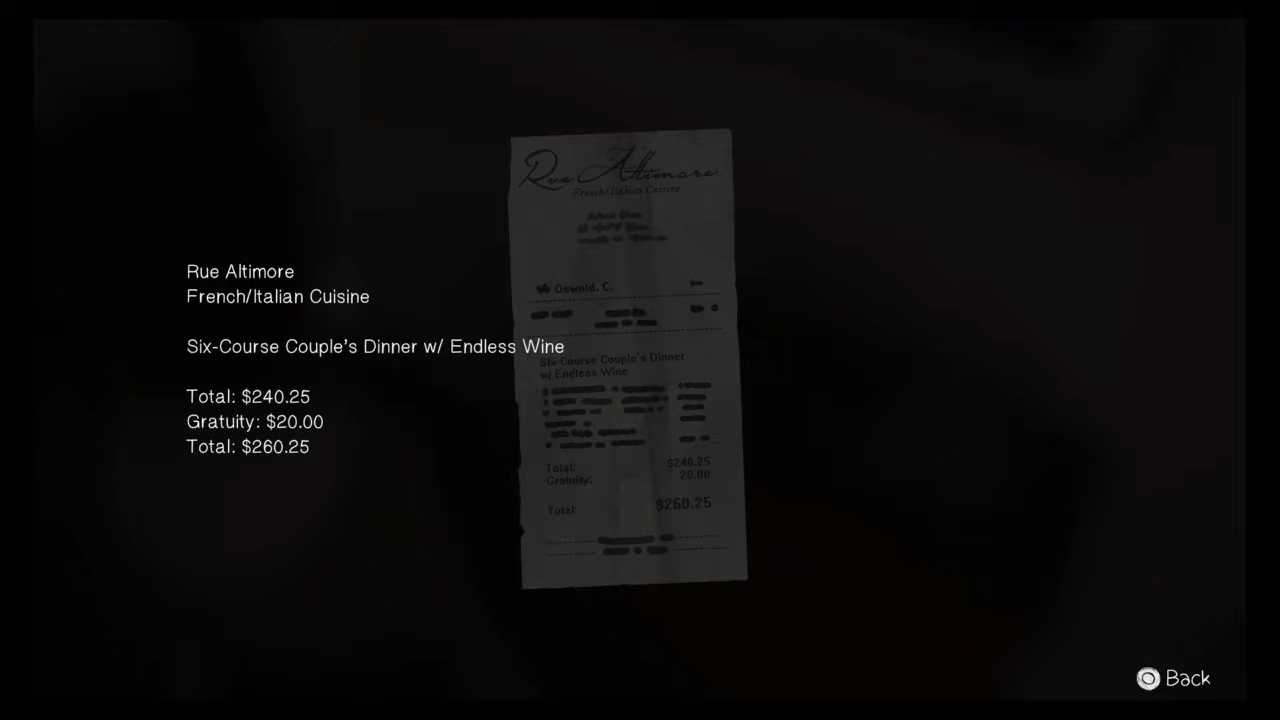 Rue Altimore
French/Italian Cuisine
Six-Course Couple's Dinner w/ Endless Wine
Total: $240.25
Gratuity: $20.00
Total: $260.25
Rue Altimore
French/Italian Cuisine
Oswald. C.
Six-Course Couple's Dinner
w/ Endless Wine
Total: $240.25
Gratuity: 20.00
Total: $260.25
Back